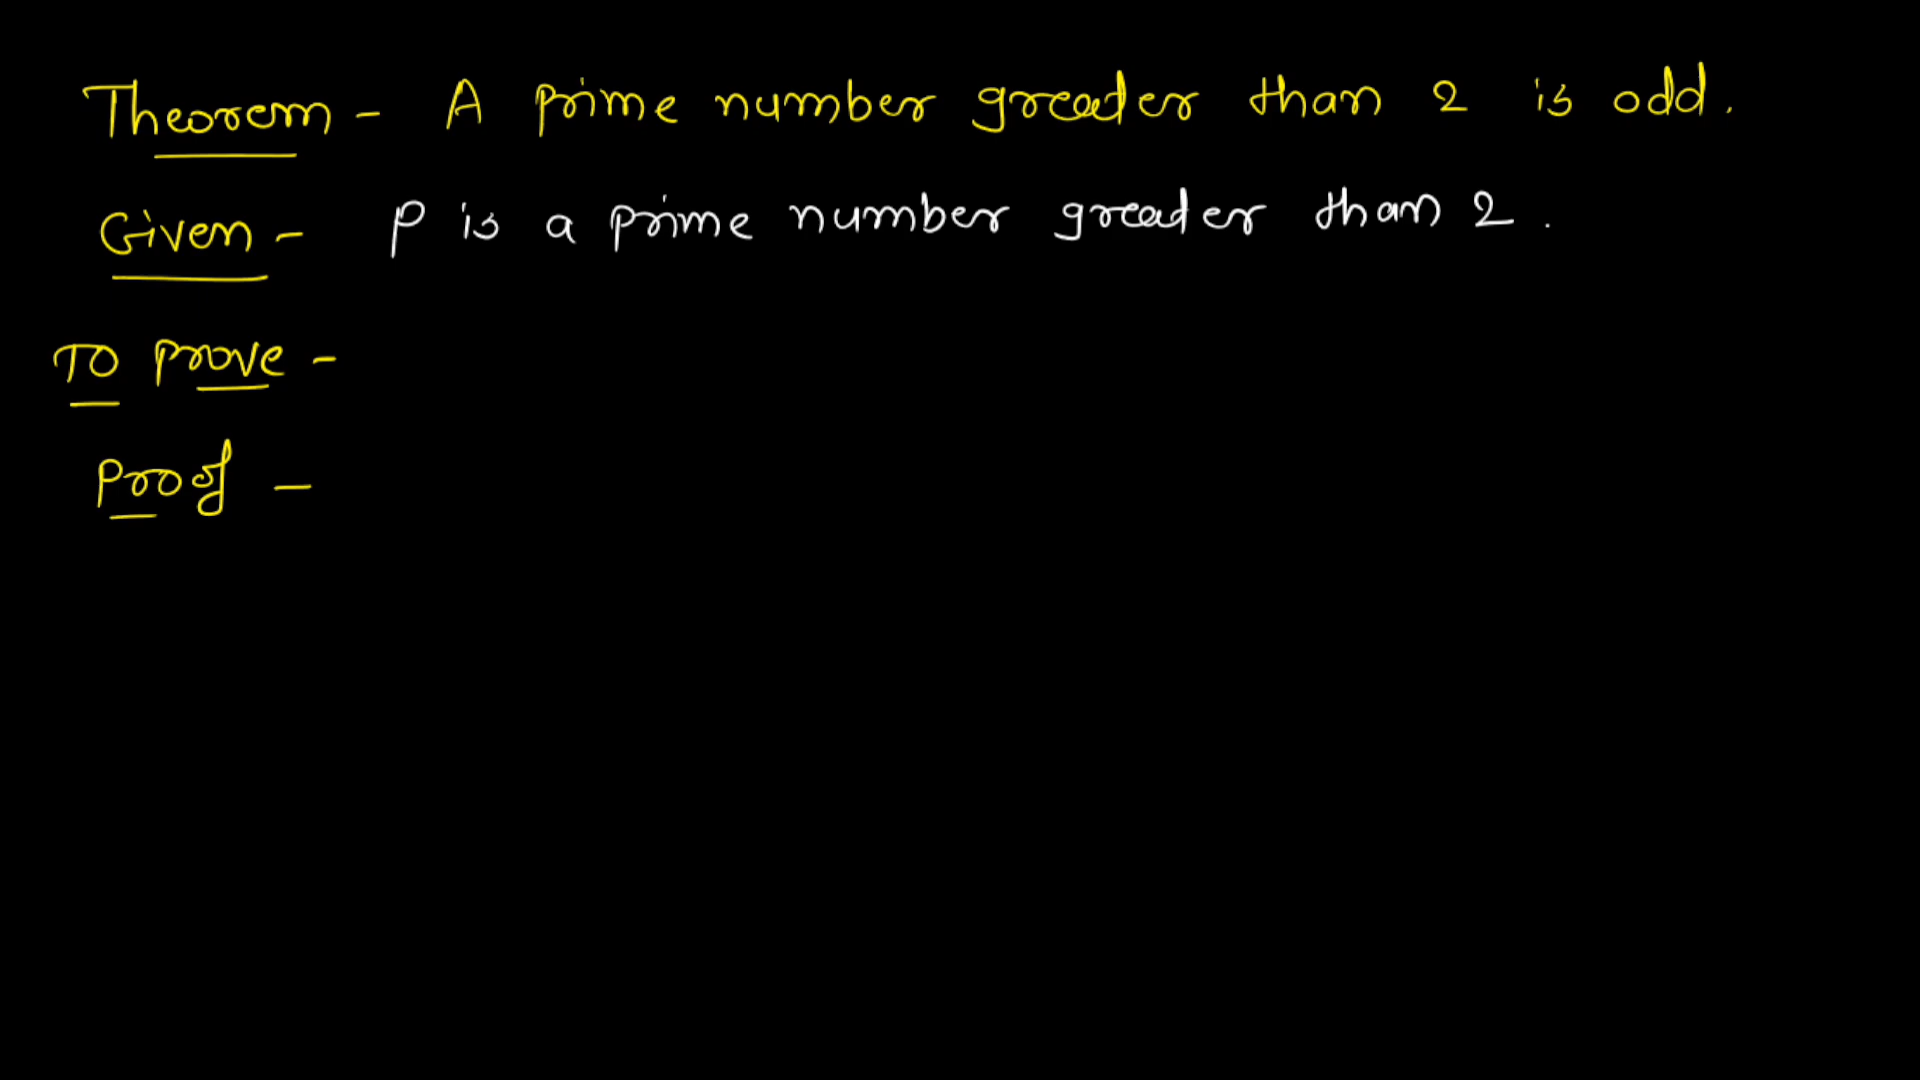 Theorem - A prime number greater than 2 is odd.
Given - P is a prime number greater than 2.
TO prove -
Proof -